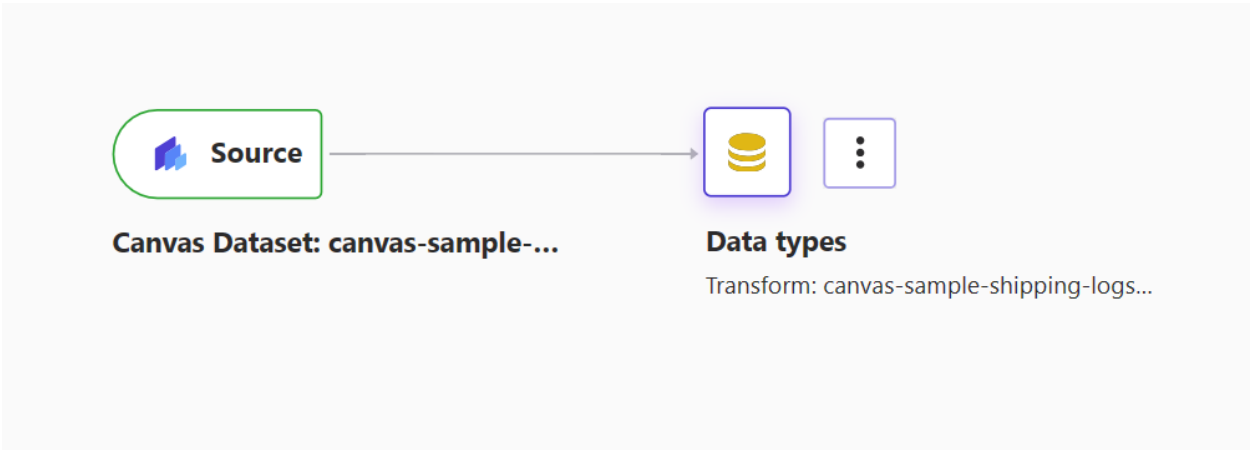 Source
Canvas Dataset: canvas-sample-...
Data types
Transform: canvas-sample-shipping-logs...